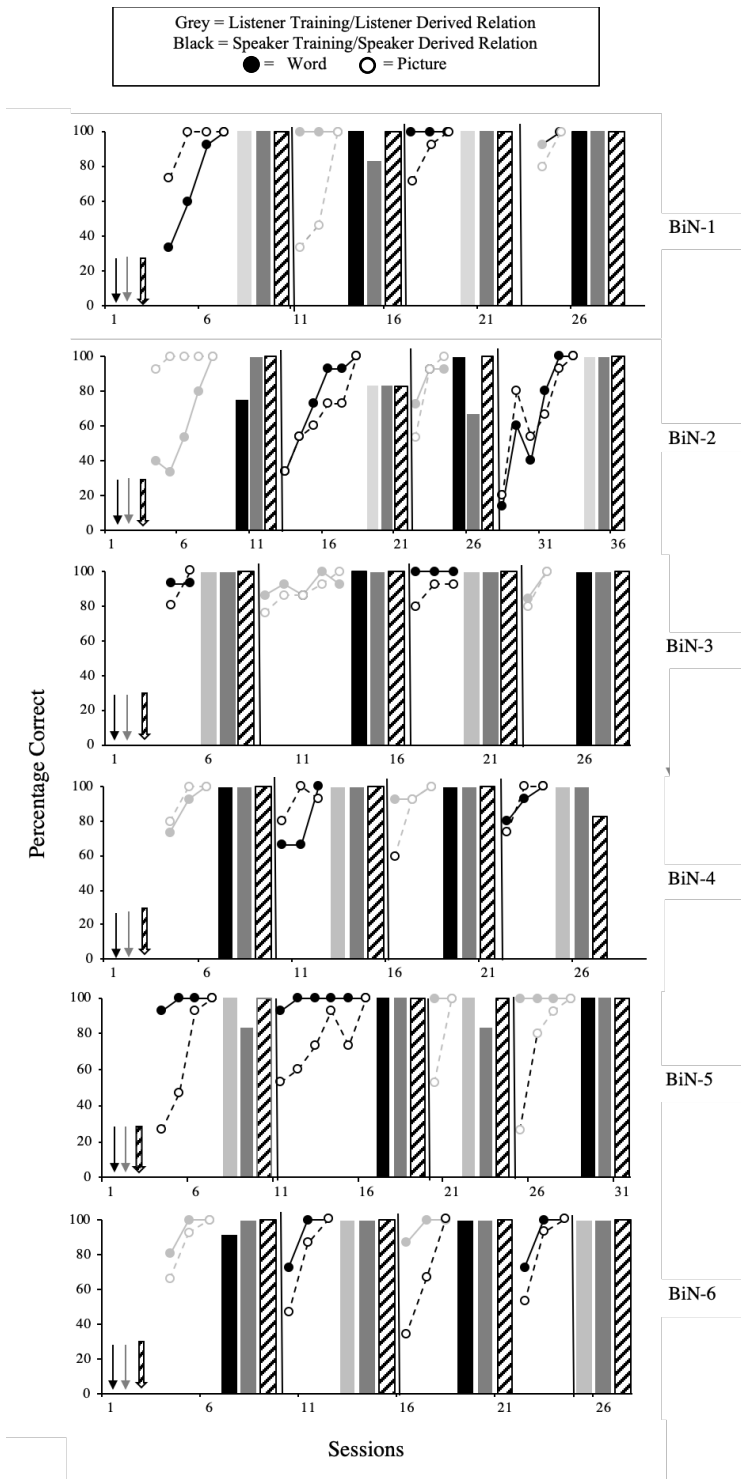 Grey = Listener Training/Listener Derived Relation
Black = Speaker Training/Speaker Derived Relation
= Word = Picture
Percentage Correct
100
80
60
40
20
0
1 6 11 16 21 26
BiN-1
100
80
60
40
20
0
1 6 11 16 21 26 31 36
BiN-2
100
80
60
40
20
0
1 6 11 16 21 26
BiN-3
100
80
60
40
20
0
1 6 11 16 21 26
BiN-4
100
80
60
40
20
0
1 6 11 16 21 26 31
BiN-5
100
80
60
40
20
0
1 6 11 16 21 26
BiN-6
Sessions